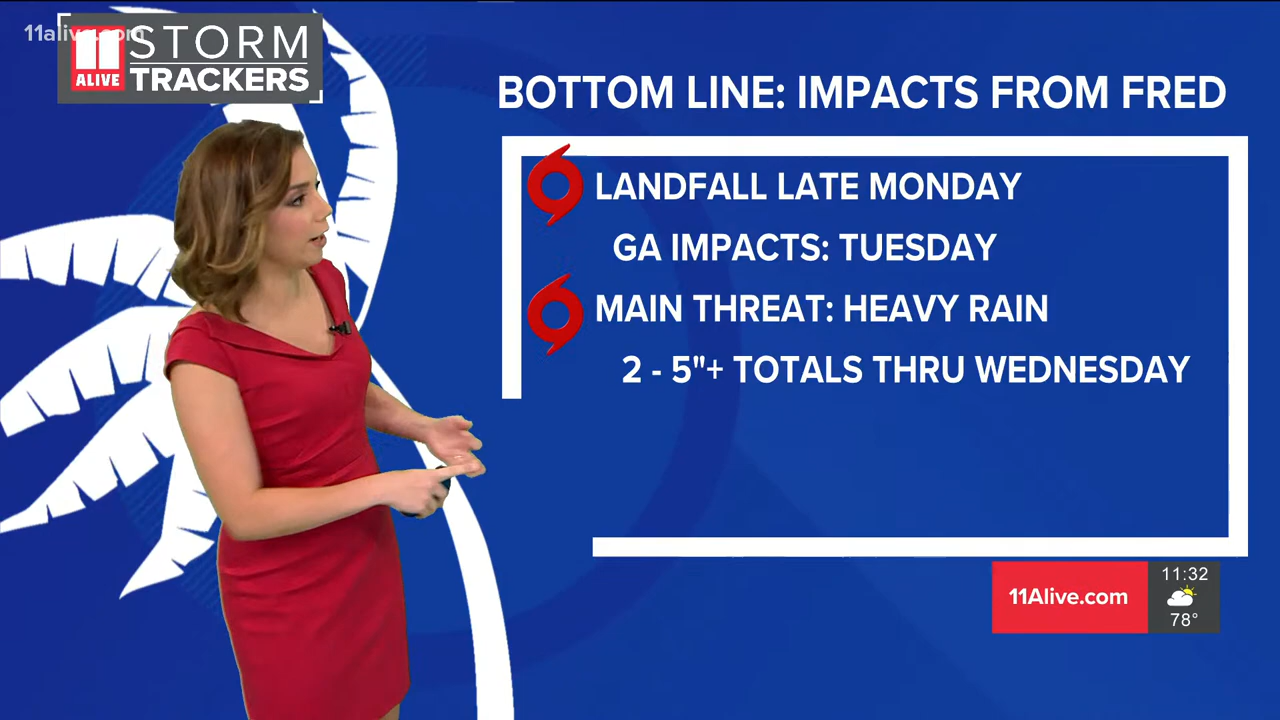 11alive.com
11 ALIVE
STORM
TRACKERS
BOTTOM LINE: IMPACTS FROM FRED
LANDFALL LATE MONDAY
GA IMPACTS: TUESDAY
MAIN THREAT: HEAVY RAIN
2 - 5"+ TOTALS THRU WEDNESDAY
11Alive.com
11:32
78°